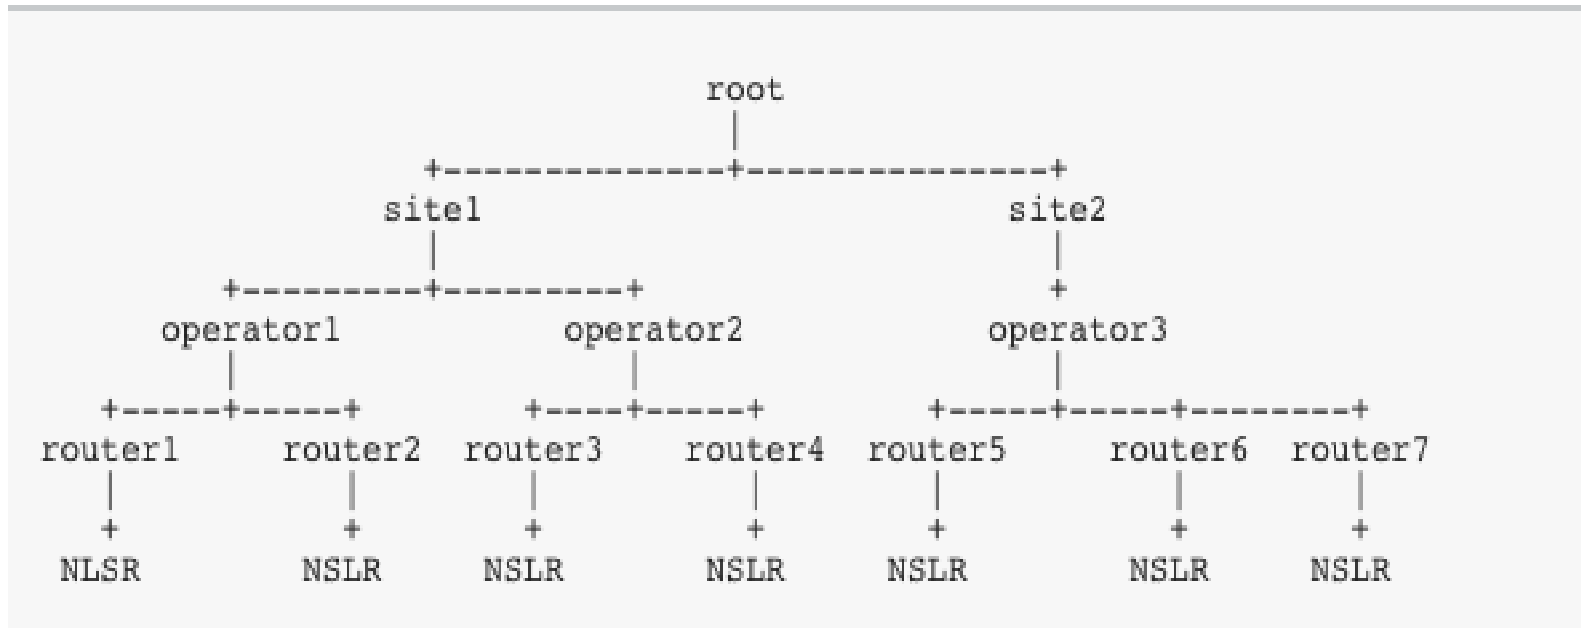 root
site1 site2
operator1 operator2 operator3
router1 router2 router3 router4 router5 router6 router7
NLSR NSLR NSLR NSLR NSLR NSLR NSLR